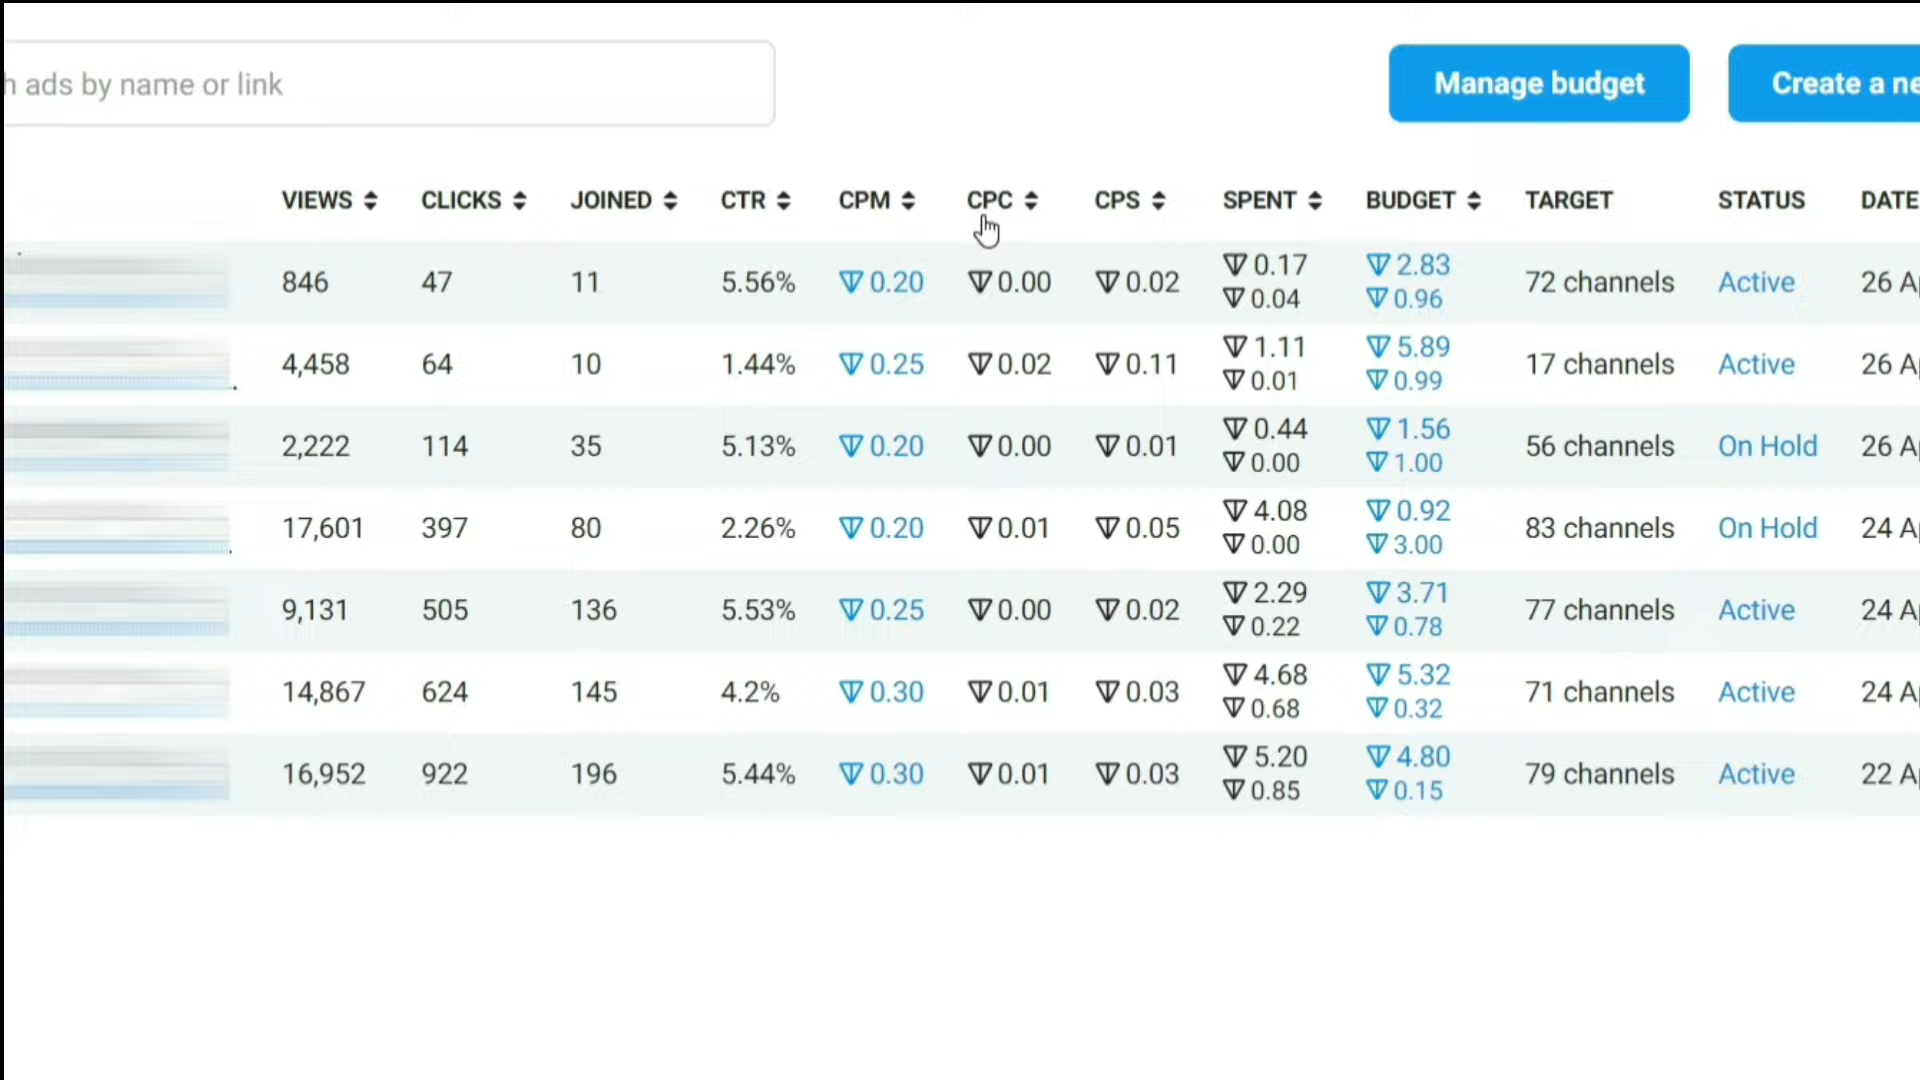 h ads by name or link
Manage budget
Create a ne
VIEWS CLICKS JOINED CTR CPM CPC CPS SPENT BUDGET TARGET STATUS DATE
846 47 11 5.56% 0.20 0.00 0.02 0.17 2.83 72 channels Active 26 Ap
0.04 0.96
4,458 64 10 1.44% 0.25 0.02 0.11 1.11 5.89 17 channels Active 26 Ap
0.01 0.99
2,222 114 35 5.13% 0.20 0.00 0.01 0.44 1.56 56 channels On Hold 26 Ap
0.00 1.00
17,601 397 80 2.26% 0.20 0.01 0.05 4.08 0.92 83 channels On Hold 24 Ap
0.00 3.00
9,131 505 136 5.53% 0.25 0.00 0.02 2.29 3.71 77 channels Active 24 Ap
0.22 0.78
14,867 624 145 4.2% 0.30 0.01 0.03 4.68 5.32 71 channels Active 24 Ap
0.68 0.32
16,952 922 196 5.44% 0.30 0.01 0.03 5.20 4.80 79 channels Active 22 Ap
0.85 0.15